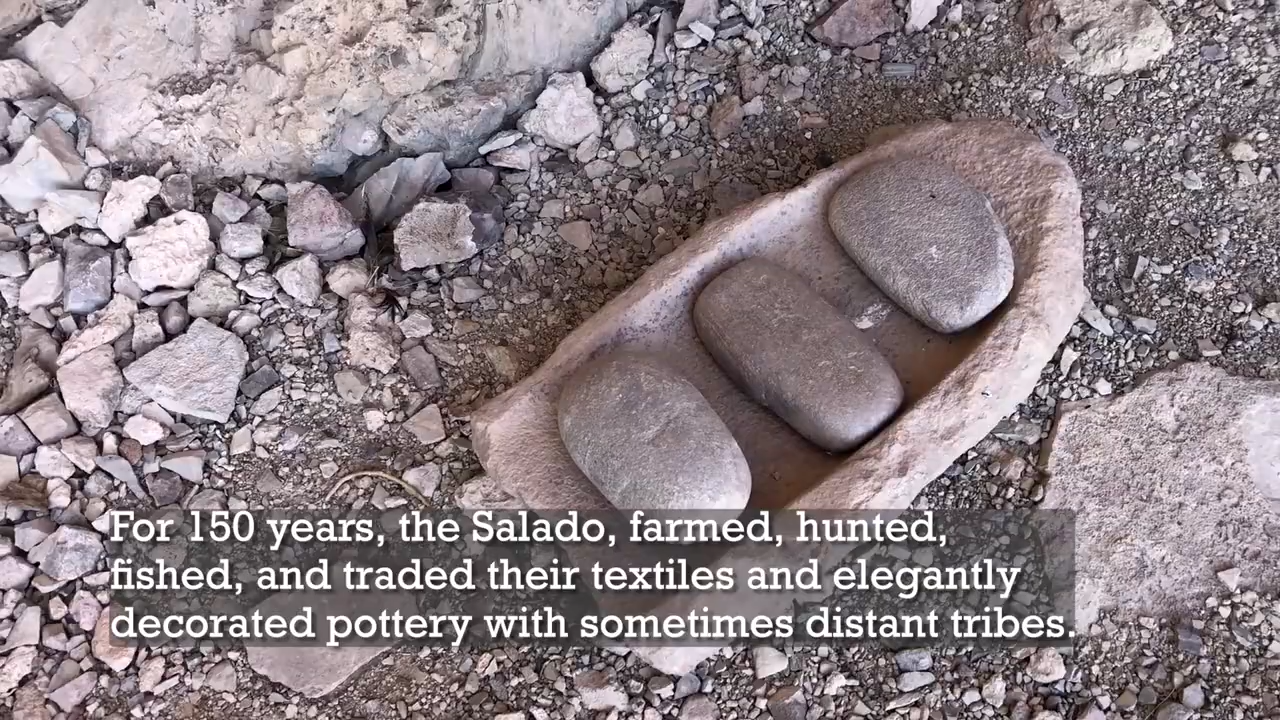 For 150 years, the Salado, farmed, hunted,
fished, and traded their textiles and elegantly
decorated pottery with sometimes distant tribes.